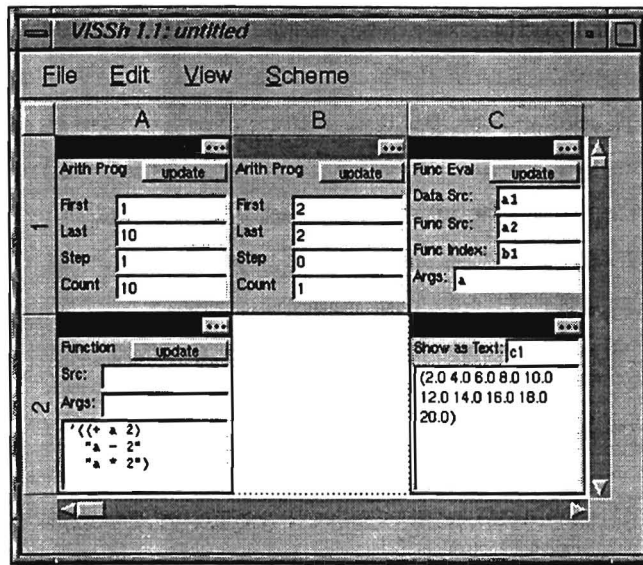 VISSh 1.1: untitled
File Edit View Scheme
A B C
1
Arith Prog update
First 1
Last 10
Step 1
Count 10
Arith Prog update
First 2
Last 2
Step 0
Count 1
Func Eval update
Data Src: a1
Func Src: a2
Func Index: b1
Args: a
2
Function update
Src:
Args:
'((+ a 2)
"a - 2"
"a * 2")
Show as Text: c1
(2.0 4.0 6.0 8.0 10.0
12.0 14.0 16.0 18.0
20.0)